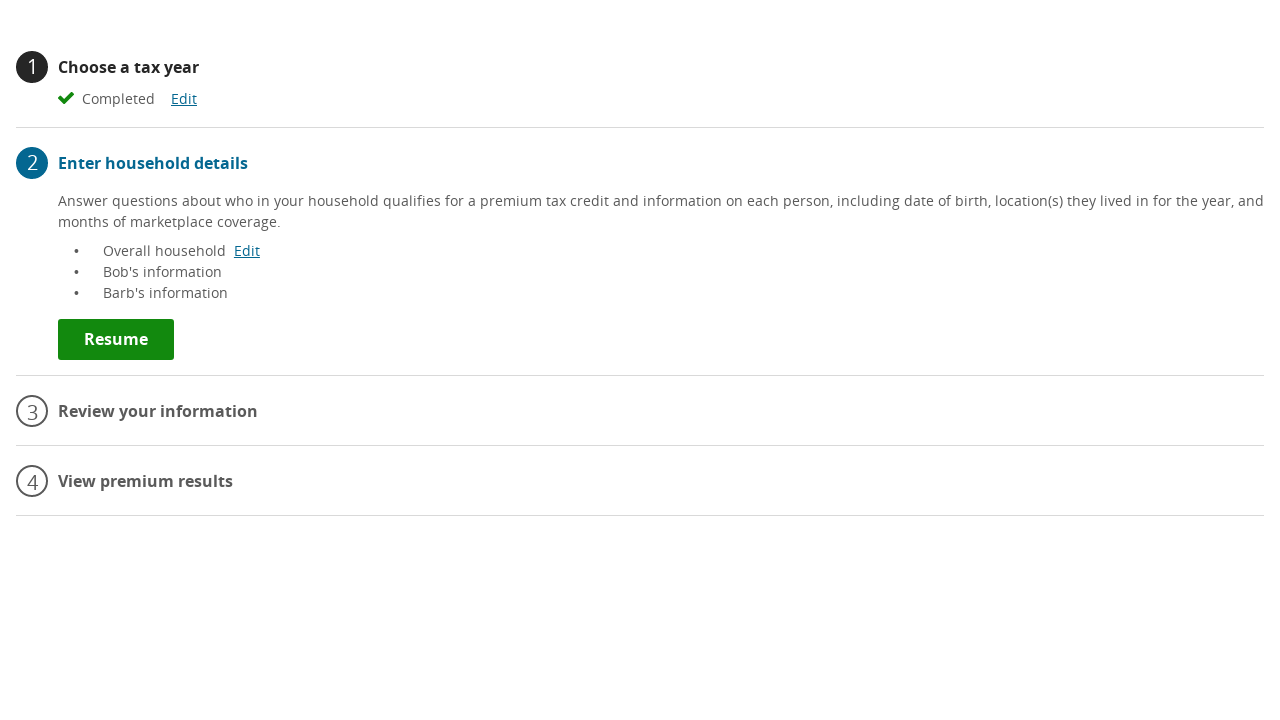 1 Choose a tax year
Completed Edit
2 Enter household details
Answer questions about who in your household qualifies for a premium tax credit and information on each person, including date of birth, location(s) they lived in for the year, and
months of marketplace coverage.
• Overall household Edit
• Bob's information
• Barb's information
Resume
3 Review your information
4 View premium results